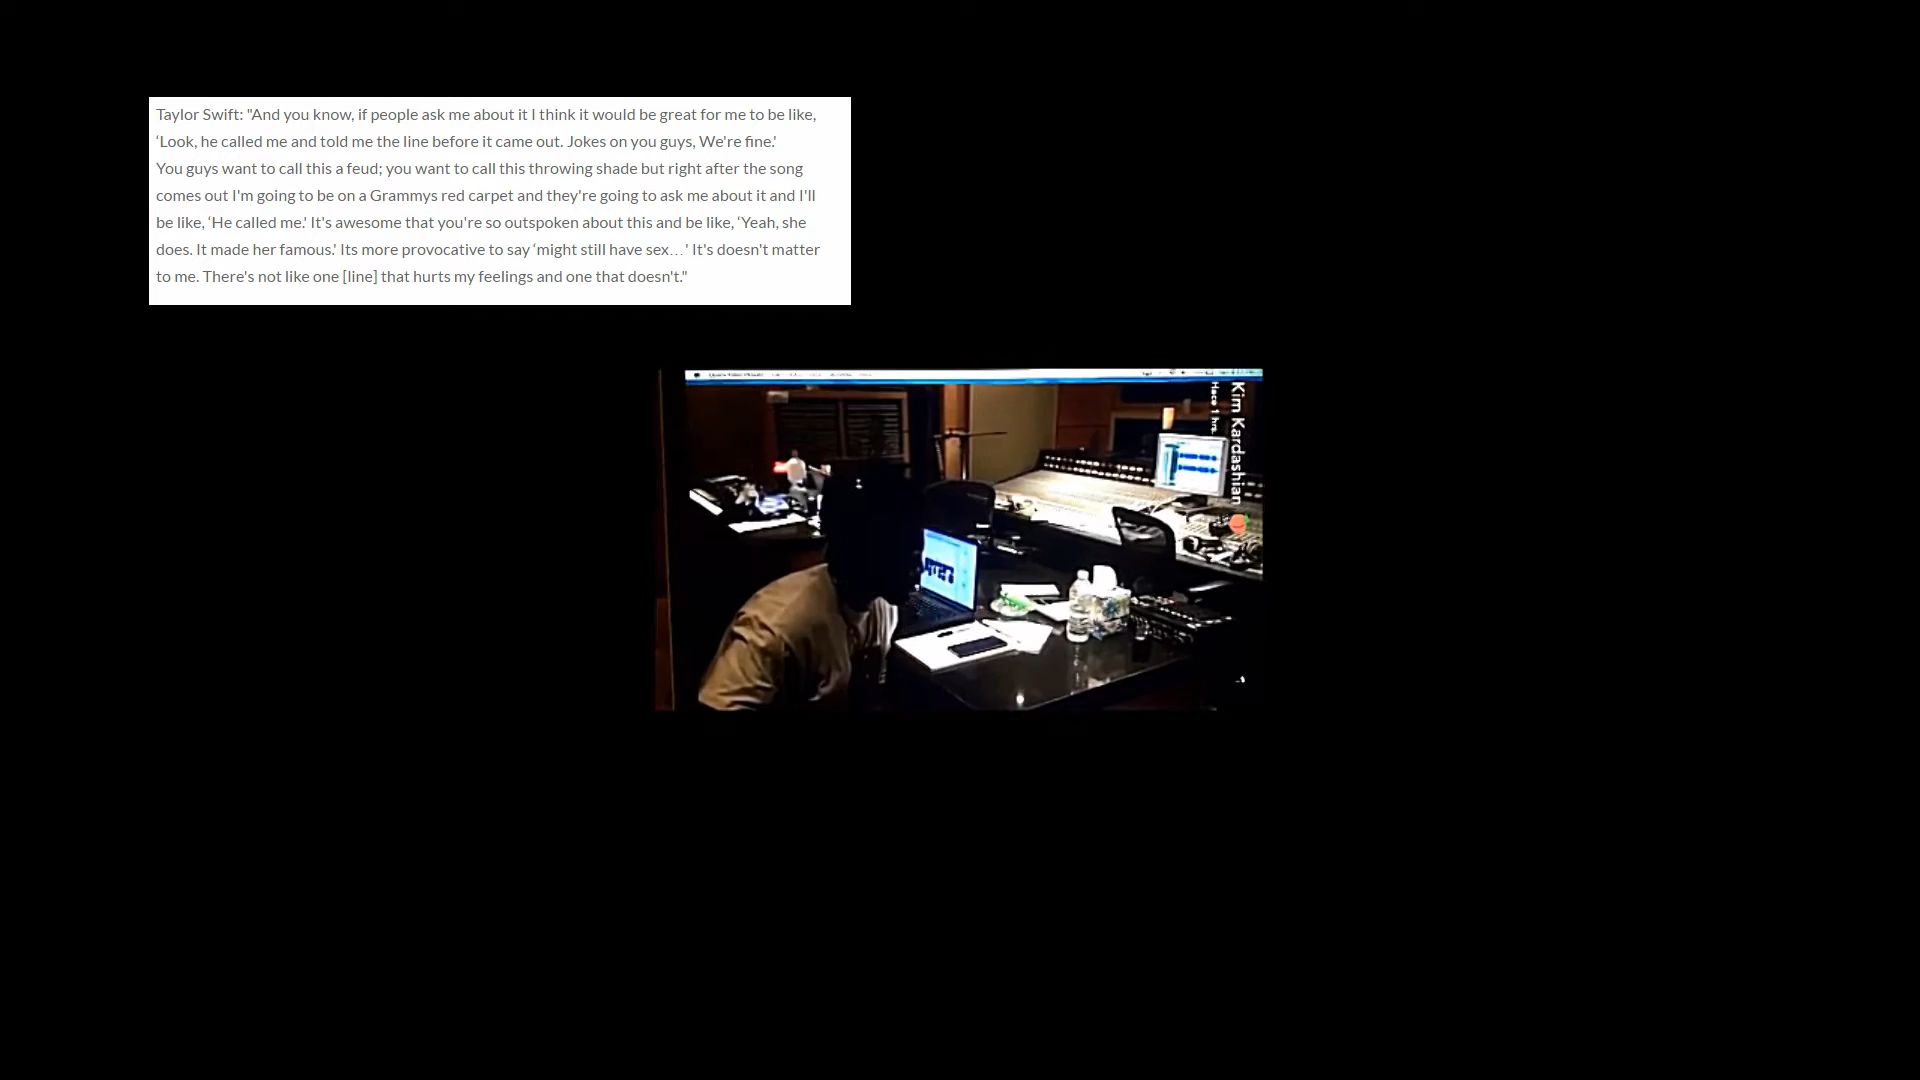 Taylor Swift: "And you know, if people ask me about it I think it would be great for me to be like,
‘Look, he called me and told me the line before it came out. Jokes on you guys, We're fine.'
You guys want to call this a feud; you want to call this throwing shade but right after the song
comes out I'm going to be on a Grammys red carpet and they're going to ask me about it and I'll
be like, ‘He called me.' It's awesome that you're so outspoken about this and be like, ‘Yeah, she
does. It made her famous.' Its more provocative to say ‘might still have sex…' It's doesn't matter
to me. There's not like one [line] that hurts my feelings and one that doesn't."
Kim Kardashian 🍑
Hace 1 hrs.